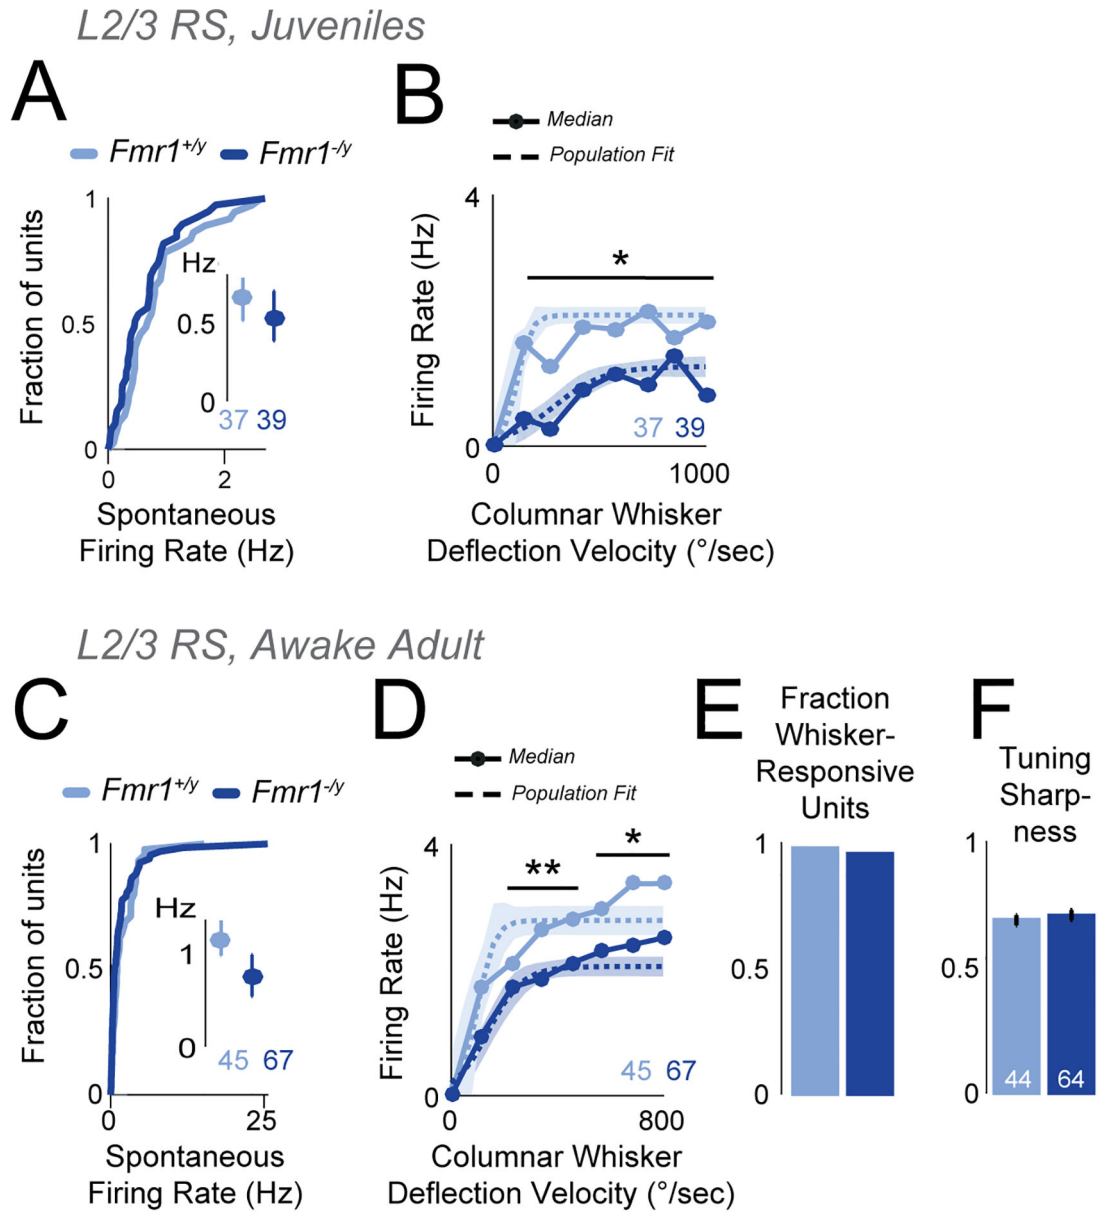 L2/3 RS, Juveniles
A
Fmr1+/y Fmr1-/y
Fraction of units
1
0.5
0
Hz
0.5
0
37 39
0 2
Spontaneous
Firing Rate (Hz)
B
Median
Population Fit
Firing Rate (Hz)
4
0
*
37 39
0 1000
Columnar Whisker
Deflection Velocity (°/sec)
L2/3 RS, Awake Adult
C
Fmr1+/y Fmr1-/y
Fraction of units
1
0.5
0
Hz
1
0
45 67
0 25
Spontaneous
Firing Rate (Hz)
D
Median
Population Fit
Firing Rate (Hz)
4
0
** *
45 67
0 800
Columnar Whisker
Deflection Velocity (°/sec)
E
Fraction
Whisker-
Responsive
Units
1
0.5
0
F
Tuning
Sharp-
ness
1
0.5
0
44 64